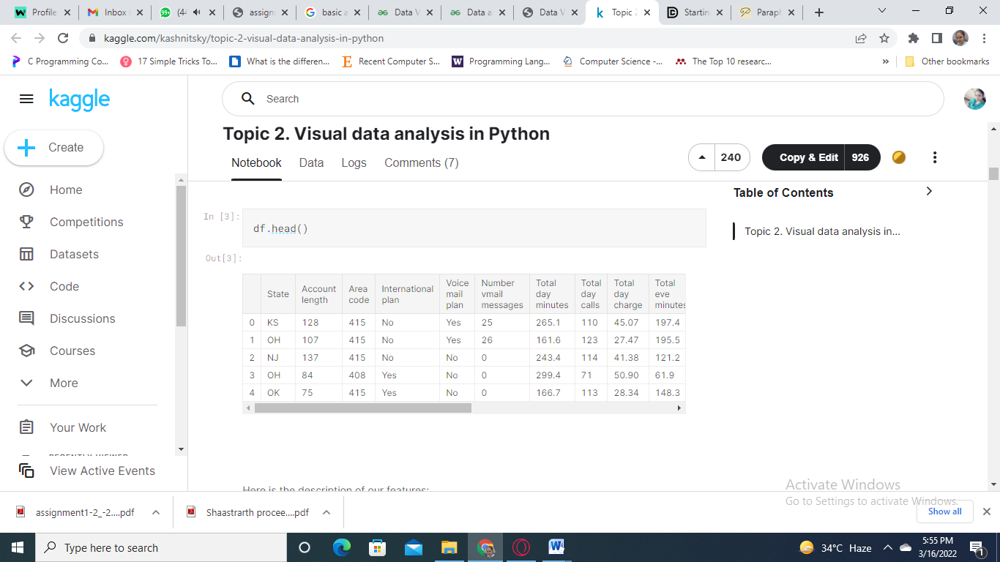 Profile Inbox (44 assignm basic a Data V Data a Data V Topic 2 Startin Paraph
kaggle.com/kashnitsky/topic-2-visual-data-analysis-in-python
C Programming Co... 17 Simple Tricks To... What is the differen... Recent Computer S... Programming Lang... Computer Science -... The Top 10 researc... » Other bookmarks
kaggle
Search
Create
Home
Competitions
Datasets
Code
Discussions
Courses
More
Your Work
RECENTLY VIEWED
View Active Events
Topic 2. Visual data analysis in Python
Notebook Data Logs Comments (7)
240 Copy & Edit 926
Table of Contents
Topic 2. Visual data analysis in...
In [3]:
df.head()
Out[3]:
State Account length Area code International plan Voice mail plan Number vmail messages Total day minutes Total day calls Total day charge Total eve minutes
0 KS 128 415 No Yes 25 265.1 110 45.07 197.4
1 OH 107 415 No Yes 26 161.6 123 27.47 195.5
2 NJ 137 415 No No 0 243.4 114 41.38 121.2
3 OH 84 408 Yes No 0 299.4 71 50.90 61.9
4 OK 75 415 Yes No 0 166.7 113 28.34 148.3
Here is the description of our features:
Activate Windows
Go to Settings to activate Windows.
assignment1-2_-2....pdf Shaastrarth procee....pdf Show all
Type here to search
34°C Haze
5:55 PM
3/16/2022
1